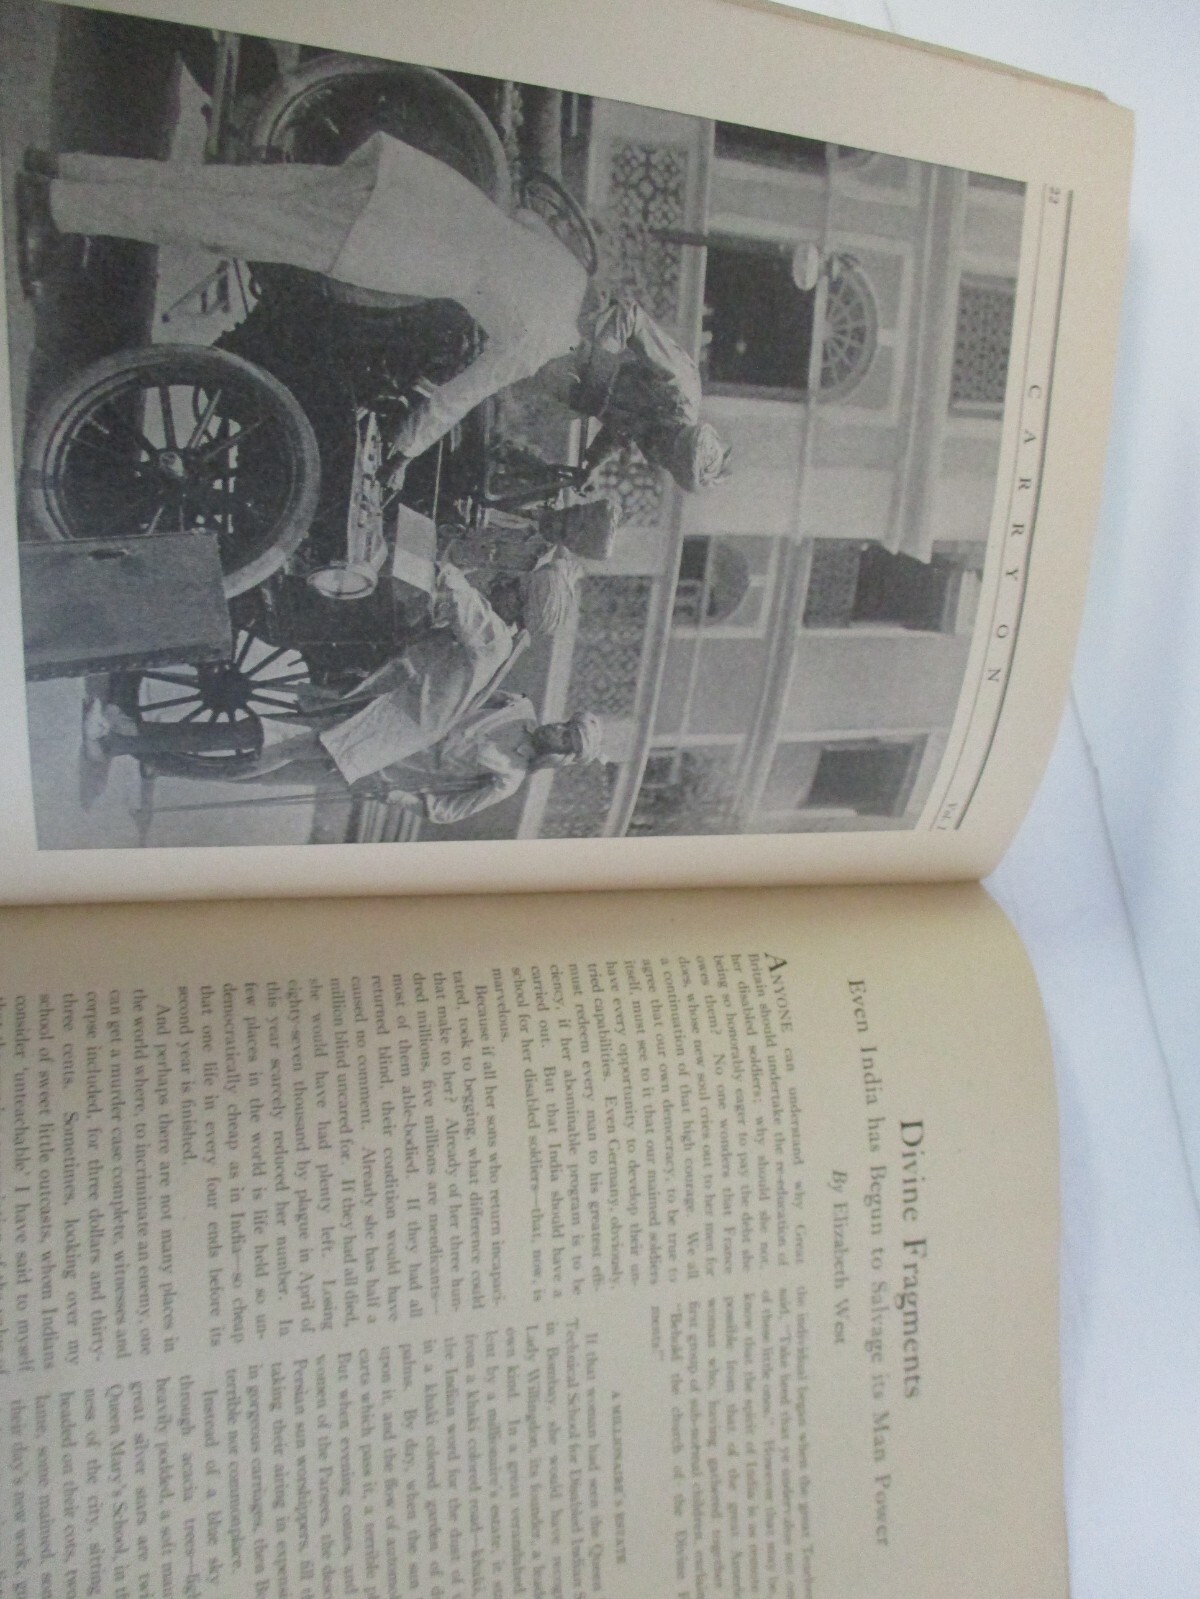 22
CARRY ON
Vol. I
Divine Fragments
Even India has Begun to Salvage its Man Power
By Elizabeth West
ANYONE can understand why Great
Britain should undertake the re-education of
her disabled soldiers; why should she not,
being so honorably eager to pay the debt she
owes them? No one wonders that France
does, whose new soul cries out to her men for
a continuation of that high courage. We all
agree that our own democracy, to be true to
itself, must see to it that our maimed soldiers
have every opportunity to develop their un-
tried capabilities. Even Germany, obviously,
must redeem every man to his greatest effi-
ciency, if her abominable program is to be
carried out. But that India should have a
school for her disabled soldiers—that, now, is
marvelous.
Because if all her sons who return incapaci-
tated, took to begging, what difference could
that make to her? Already of her three hun-
dred millions, five millions are mendicants—
most of them able-bodied. If they had all
returned blind, their condition would have
caused no comment. Already she has half a
million blind uncared for. If they had all died,
she would have had plenty left. Losing
eighty-seven thousand by plague in April of
this year scarcely reduced her number. In
few places in the world is life held so un-
democratically cheap as in India—so cheap
that one life in every four ends before its
second year is finished.
And perhaps there are not many places in
the world where, to incriminate an enemy, one
can get a murder case complete, witnesses and
corpse included, for three dollars and thirty-
three cents. Sometimes, looking over my
school of sweet little outcasts, whom Indians
consider 'unteachable' I have said to myself
the individual began when the great
said, "Take heed that ye
of these little ones." However that may be,
knew that the spirit of India is as remote
possible from that of the great
woman who, having gathered together
first group of sub-normal children,
"Behold the church of the Divine
ments!"
A MILLIONAIRE'S ESTATE
If that woman had seen the Queen
Technical School for Disabled Indian
in Bombay, she would have
Lady Willingdon, its founder, a
own kind. In a great
lent by a millionaire's estate, it
from a khaki colored road—khaki,
the Indian word for the dust of
in a khaki colored
palms. By day, when the sun
upon it, and the flow of
carts which pass it, a terrible
But when evening comes, and
women of the Parsees, the
Persian sun worshippers, fill
taking their airing in
in gorgeous carriages, then
terrible nor commonplace.
Instead of a blue sky
through acacia trees—
heavily podded, a soft
great silver stars are
Queen Mary's School, in
ness of the city, sitting
headed on their cots, two
lame, some maimed,
their day's new work,